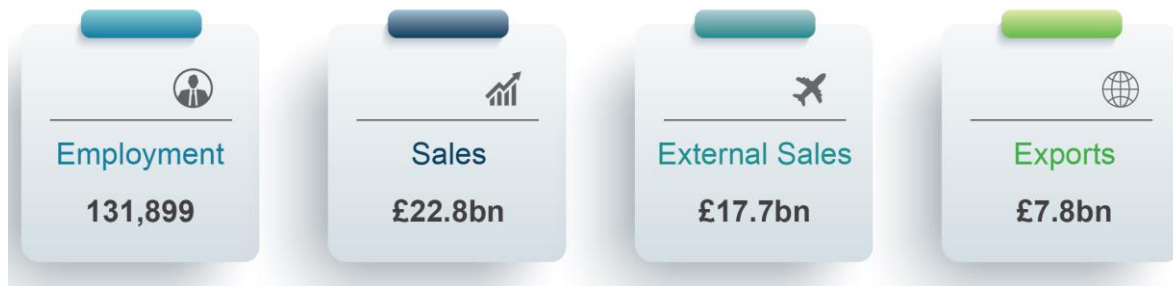 Employment
131,899
Sales
£22.8bn
External Sales
£17.7bn
Exports
£7.8bn